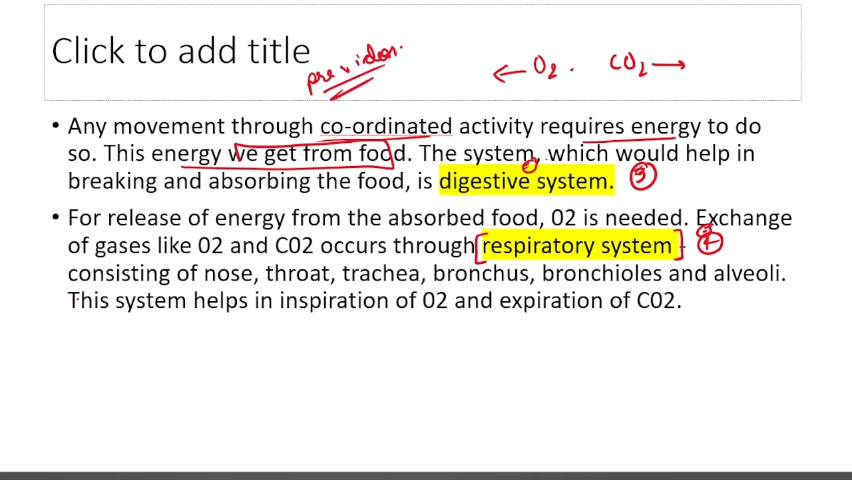 Click to add title
pre video.
← O2. CO2 →
• Any movement through co-ordinated activity requires energy to do
so. This energy we get from food. The system, which would help in
breaking and absorbing the food, is digestive system. 3
• For release of energy from the absorbed food, 02 is needed. Exchange
of gases like 02 and C02 occurs through [respiratory system]
consisting of nose, throat, trachea, bronchus, bronchioles and alveoli.
This system helps in inspiration of 02 and expiration of C02.